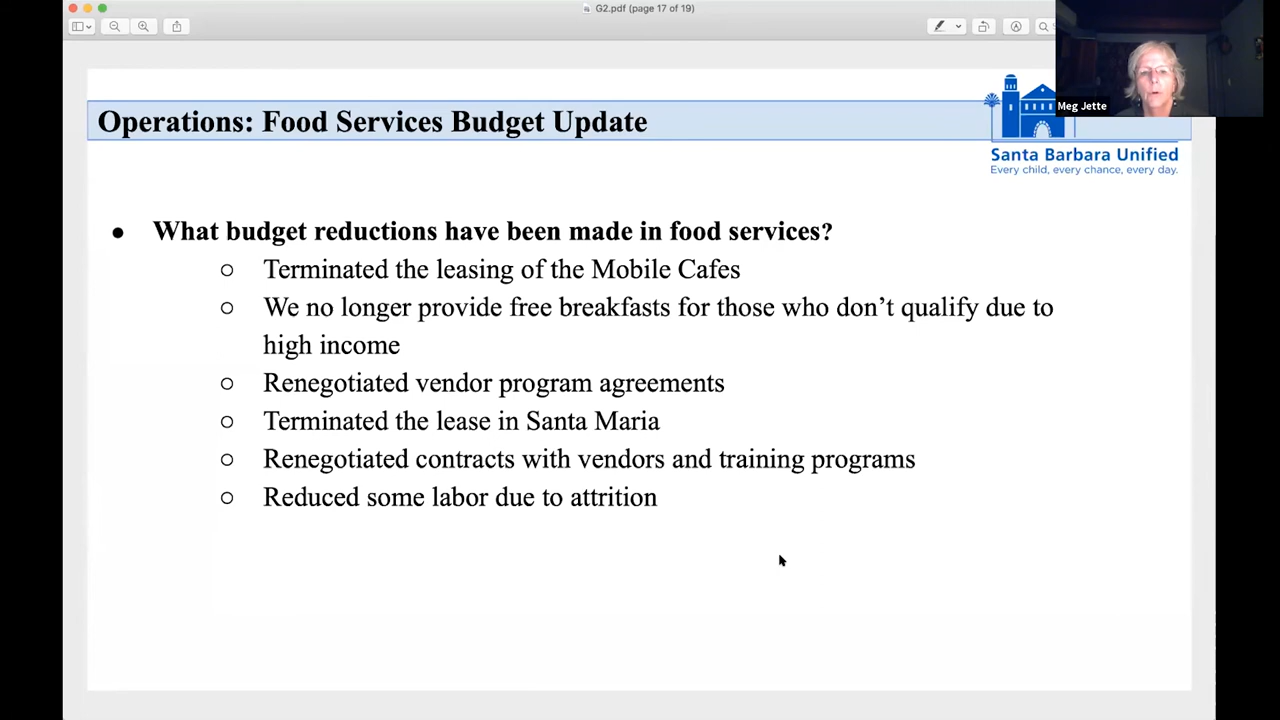 G2.pdf (page 17 of 19)
Meg Jette
Operations: Food Services Budget Update
Santa Barbara Unified
Every child, every chance, every day.
● What budget reductions have been made in food services?
○ Terminated the leasing of the Mobile Cafes
○ We no longer provide free breakfasts for those who don’t qualify due to
high income
○ Renegotiated vendor program agreements
○ Terminated the lease in Santa Maria
○ Renegotiated contracts with vendors and training programs
○ Reduced some labor due to attrition